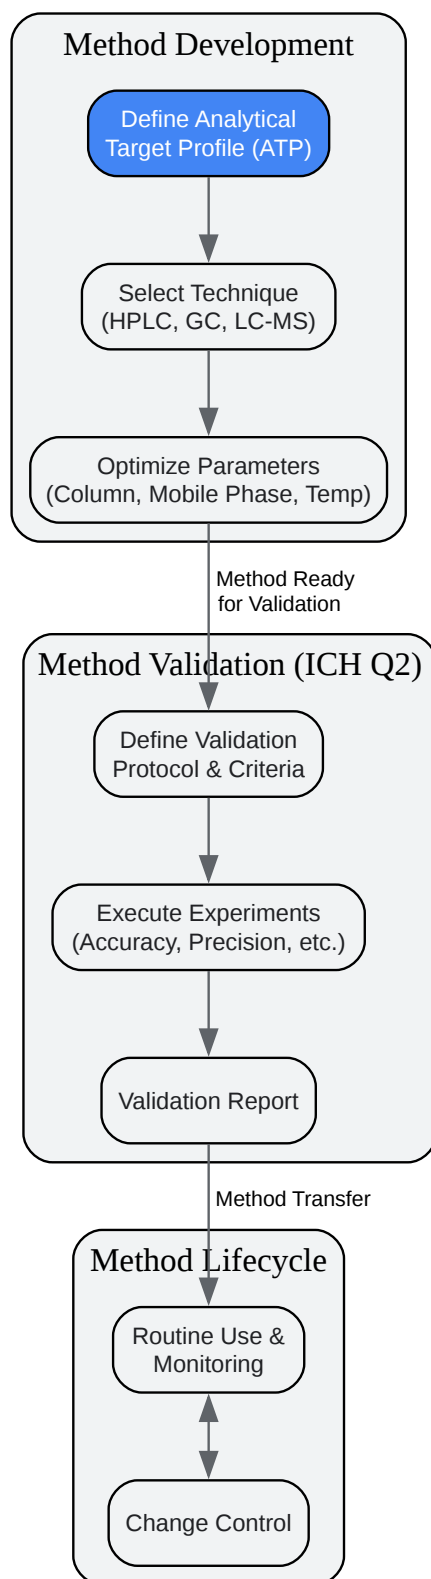 Method Development
Define Analytical
Target Profile (ATP)
Select Technique
(HPLC, GC, LC-MS)
Optimize Parameters
(Column, Mobile Phase, Temp)
Method Ready
for Validation
Method Validation (ICH Q2)
Define Validation
Protocol & Criteria
Execute Experiments
(Accuracy, Precision, etc.)
Validation Report
Method Transfer
Method Lifecycle
Routine Use &
Monitoring
Change Control